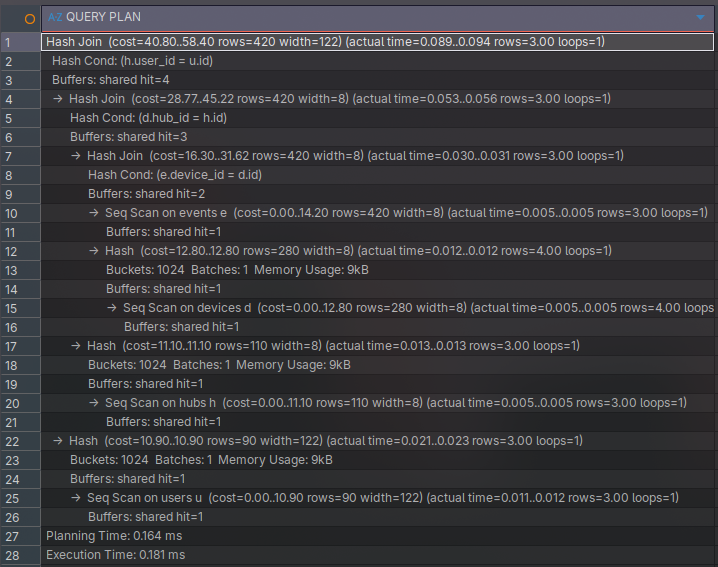 A-Z QUERY PLAN
1 Hash Join (cost=40.80..58.40 rows=420 width=122) (actual time=0.089..0.094 rows=3.00 loops=1)
2 Hash Cond: (h.user_id = u.id)
3 Buffers: shared hit=4
4 → Hash Join (cost=28.77..45.22 rows=420 width=8) (actual time=0.053..0.056 rows=3.00 loops=1)
5 Hash Cond: (d.hub_id = h.id)
6 Buffers: shared hit=3
7 → Hash Join (cost=16.30..31.62 rows=420 width=8) (actual time=0.030..0.031 rows=3.00 loops=1)
8 Hash Cond: (e.device_id = d.id)
9 Buffers: shared hit=2
10 → Seq Scan on events e (cost=0.00..14.20 rows=420 width=8) (actual time=0.005..0.005 rows=3.00 loops=1)
11 Buffers: shared hit=1
12 → Hash (cost=12.80..12.80 rows=280 width=8) (actual time=0.012..0.012 rows=4.00 loops=1)
13 Buckets: 1024 Batches: 1 Memory Usage: 9kB
14 Buffers: shared hit=1
15 → Seq Scan on devices d (cost=0.00..12.80 rows=280 width=8) (actual time=0.005..0.005 rows=4.00 loops
16 Buffers: shared hit=1
17 → Hash (cost=11.10..11.10 rows=110 width=8) (actual time=0.013..0.013 rows=3.00 loops=1)
18 Buckets: 1024 Batches: 1 Memory Usage: 9kB
19 Buffers: shared hit=1
20 → Seq Scan on hubs h (cost=0.00..11.10 rows=110 width=8) (actual time=0.005..0.005 rows=3.00 loops=1)
21 Buffers: shared hit=1
22 → Hash (cost=10.90..10.90 rows=90 width=122) (actual time=0.021..0.023 rows=3.00 loops=1)
23 Buckets: 1024 Batches: 1 Memory Usage: 9kB
24 Buffers: shared hit=1
25 → Seq Scan on users u (cost=0.00..10.90 rows=90 width=122) (actual time=0.011..0.012 rows=3.00 loops=1)
26 Buffers: shared hit=1
27 Planning Time: 0.164 ms
28 Execution Time: 0.181 ms